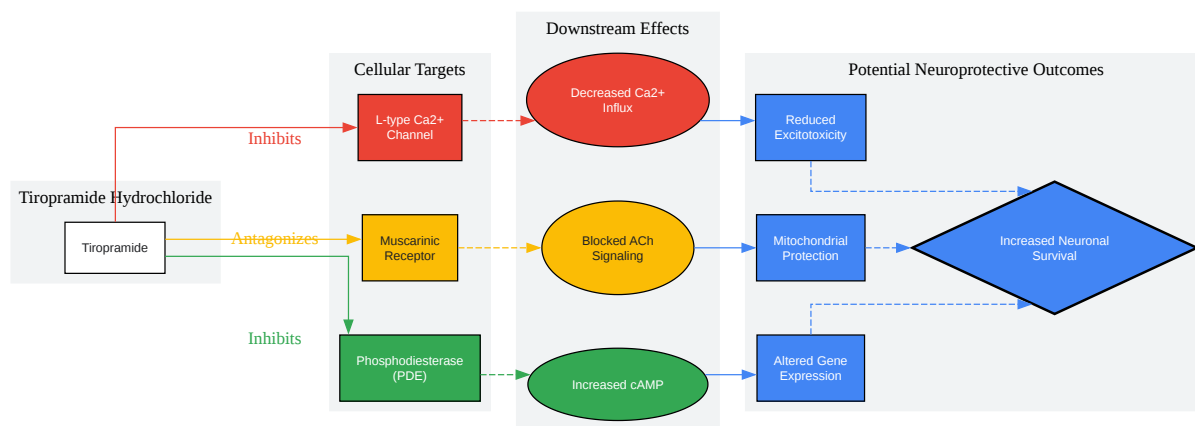 Downstream Effects
Cellular Targets
Potential Neuroprotective Outcomes
Decreased Ca2+
Influx
L-type Ca2+
Channel
Reduced
Excitotoxicity
Inhibits
Tiropramide Hydrochloride
Tiropramide
Antagonizes
Muscarinic
Receptor
Blocked ACh
Signaling
Mitochondrial
Protection
Increased Neuronal
Survival
Inhibits
Phosphodiesterase
(PDE)
Increased cAMP
Altered Gene
Expression